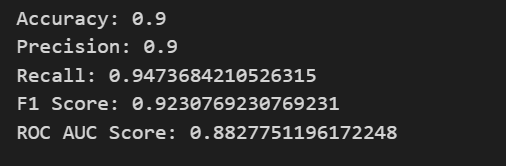 Accuracy: 0.9
Precision: 0.9
Recall: 0.9473684210526315
F1 Score: 0.9230769230769231
ROC AUC Score: 0.8827751196172248